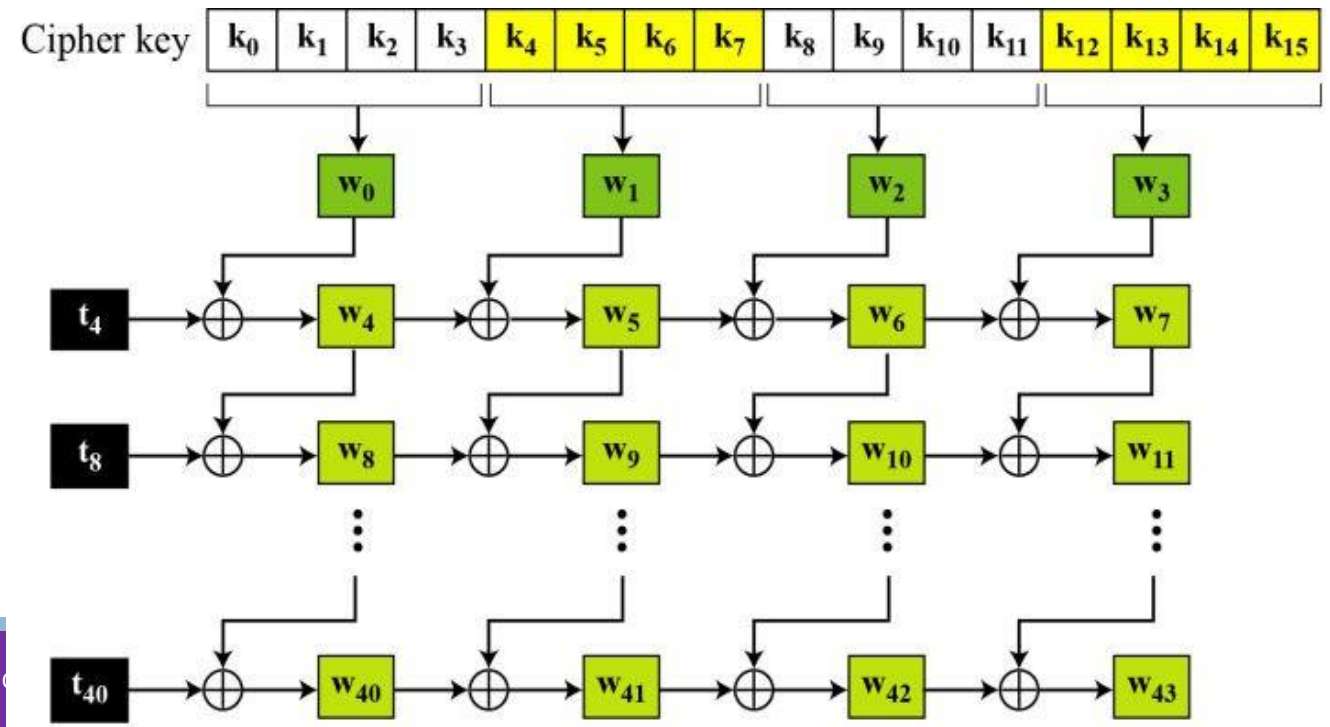 Cipher key k₀ k₁ k₂ k₃ k₄ k₅ k₆ k₇ k₈ k₉ k₁₀ k₁₁ k₁₂ k₁₃ k₁₄ k₁₅
w₀ w₁ w₂ w₃
t₄ w₄ w₅ w₆ w₇
t₈ w₈ w₉ w₁₀ w₁₁
t₄₀ w₄₀ w₄₁ w₄₂ w₄₃